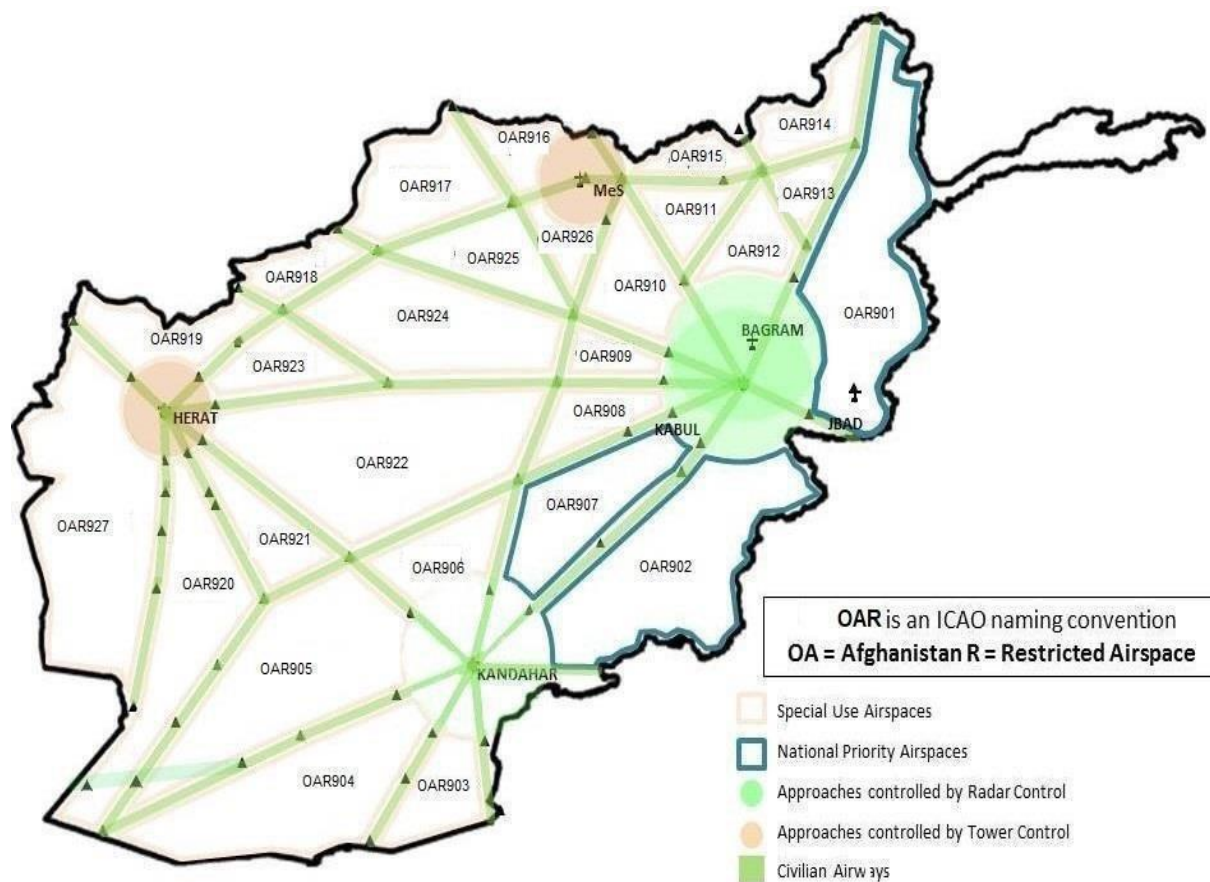 OAR914
OAR916
OAR915
OAR917
MeS
OAR913
OAR911
OAR926
OAR912
OAR925
OAR918
OAR910
OAR901
OAR924
BAGRAM
OAR919
OAR909
OAR923
OAR908
HERAT
KABUL
JBAD
OAR922
OAR907
OAR927
OAR921
OAR906
OAR902
OAR920
OAR905
KANDAHAR
OAR904
OAR903
OAR is an ICAO naming convention
OA = Afghanistan R = Restricted Airspace
Special Use Airspaces
National Priority Airspaces
Approaches controlled by Radar Control
Approaches controlled by Tower Control
Civilian Airways